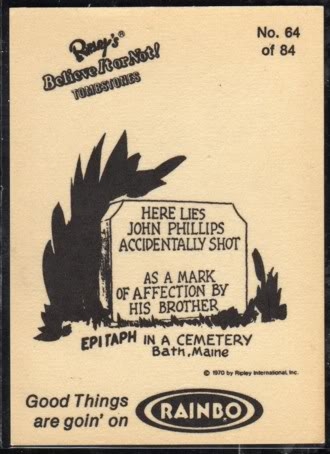 Ripley's®
Believe It or Not!
TOMBSTONES
No. 64
of 84
HERE LIES
JOHN PHILLIPS
ACCIDENTALLY SHOT
AS A MARK
OF AFFECTION BY
HIS BROTHER
EPITAPH IN A CEMETERY
Bath, Maine
© 1970 by Ripley International, Inc.
Good Things
are goin' on
RAINBO